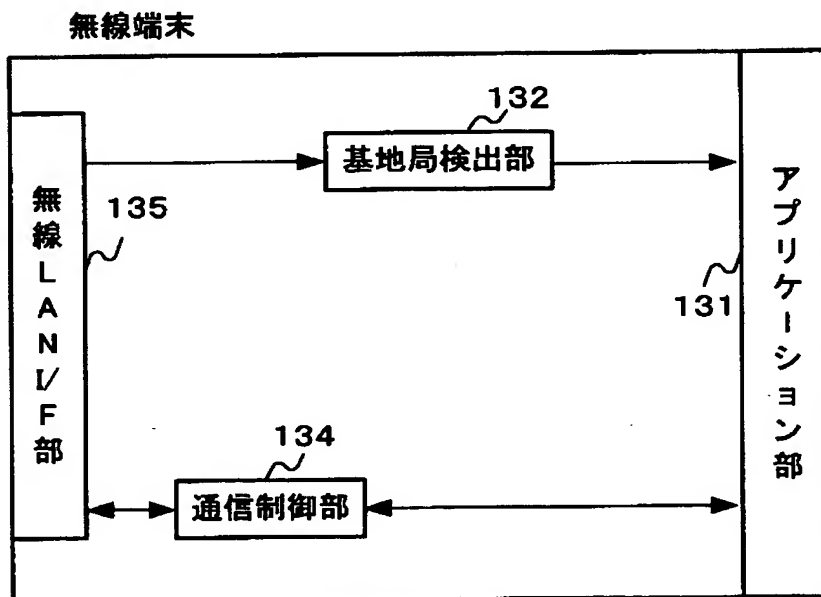 無線端末
132
基地局検出部
無線LANI/F部
135
131
アプリケーション部
134
通信制御部